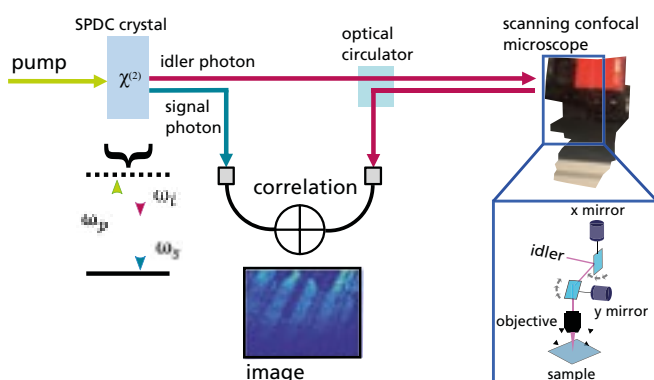 SPDC crystal
pump
χ(2)
idler photon
signal
photon
optical
circulator
scanning confocal
microscope
correlation
ωp
ωi
ωs
image
x mirror
idler
y mirror
objective
sample